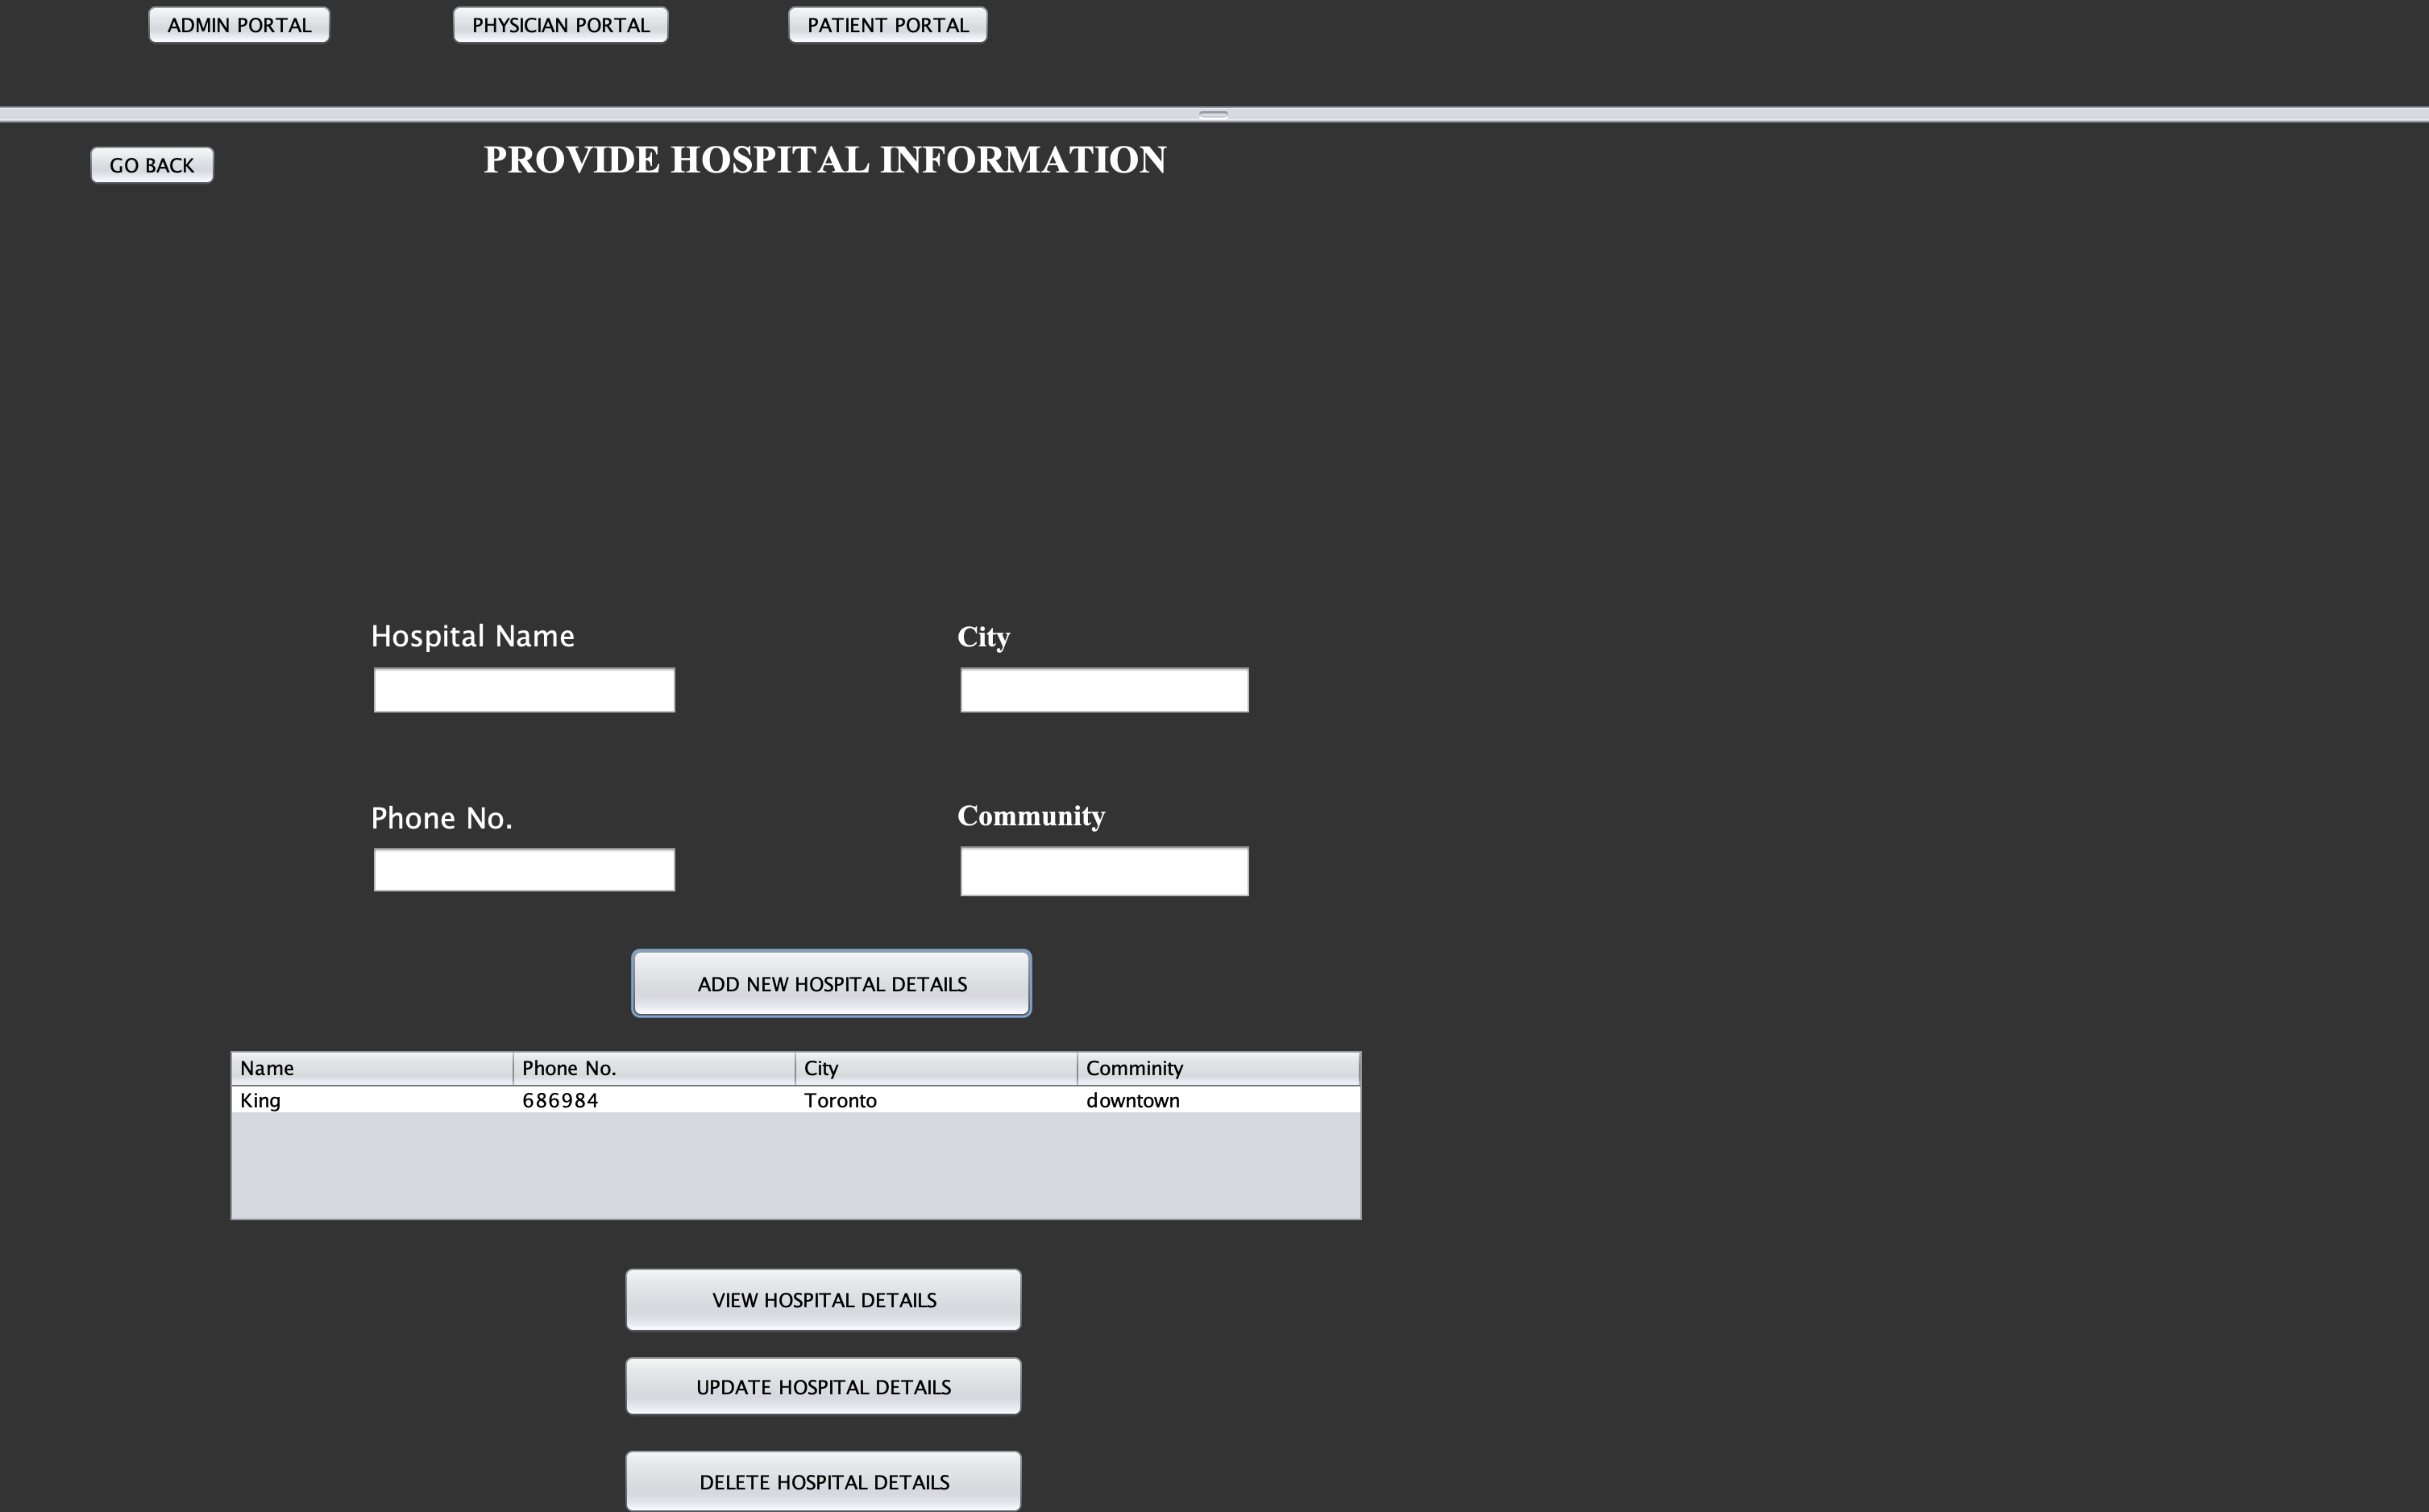 ADMIN PORTAL PHYSICIAN PORTAL PATIENT PORTAL
GO BACK PROVIDE HOSPITAL INFORMATION
Hospital Name City
Phone No. Community
ADD NEW HOSPITAL DETAILS
Name Phone No. City Comminity
King 686984 Toronto downtown
VIEW HOSPITAL DETAILS
UPDATE HOSPITAL DETAILS
DELETE HOSPITAL DETAILS